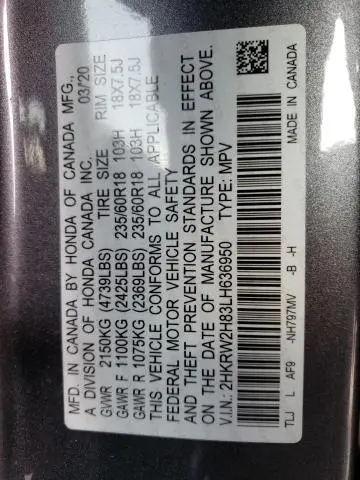 MFD. IN CANADA BY HONDA OF CANADA MFG.,
A DIVISION OF HONDA CANADA INC. 03/20
GVWR 2150KG (4739LBS) TIRE SIZE RIM SIZE
GAWR F 1100KG (2425LBS) 235/60R18 103H 18X7.5J
GAWR R 1075KG (2369LBS) 235/60R18 103H 18X7.5J
THIS VEHICLE CONFORMS TO ALL APPLICABLE
FEDERAL MOTOR VEHICLE SAFETY
AND THEFT PREVENTION STANDARDS IN EFFECT
ON THE DATE OF MANUFACTURE SHOWN ABOVE.
V.I.N.: 2HKRW2H83LH636950 TYPE: MPV
TLJ L AF9 -NH797MV -B -H MADE IN CANADA